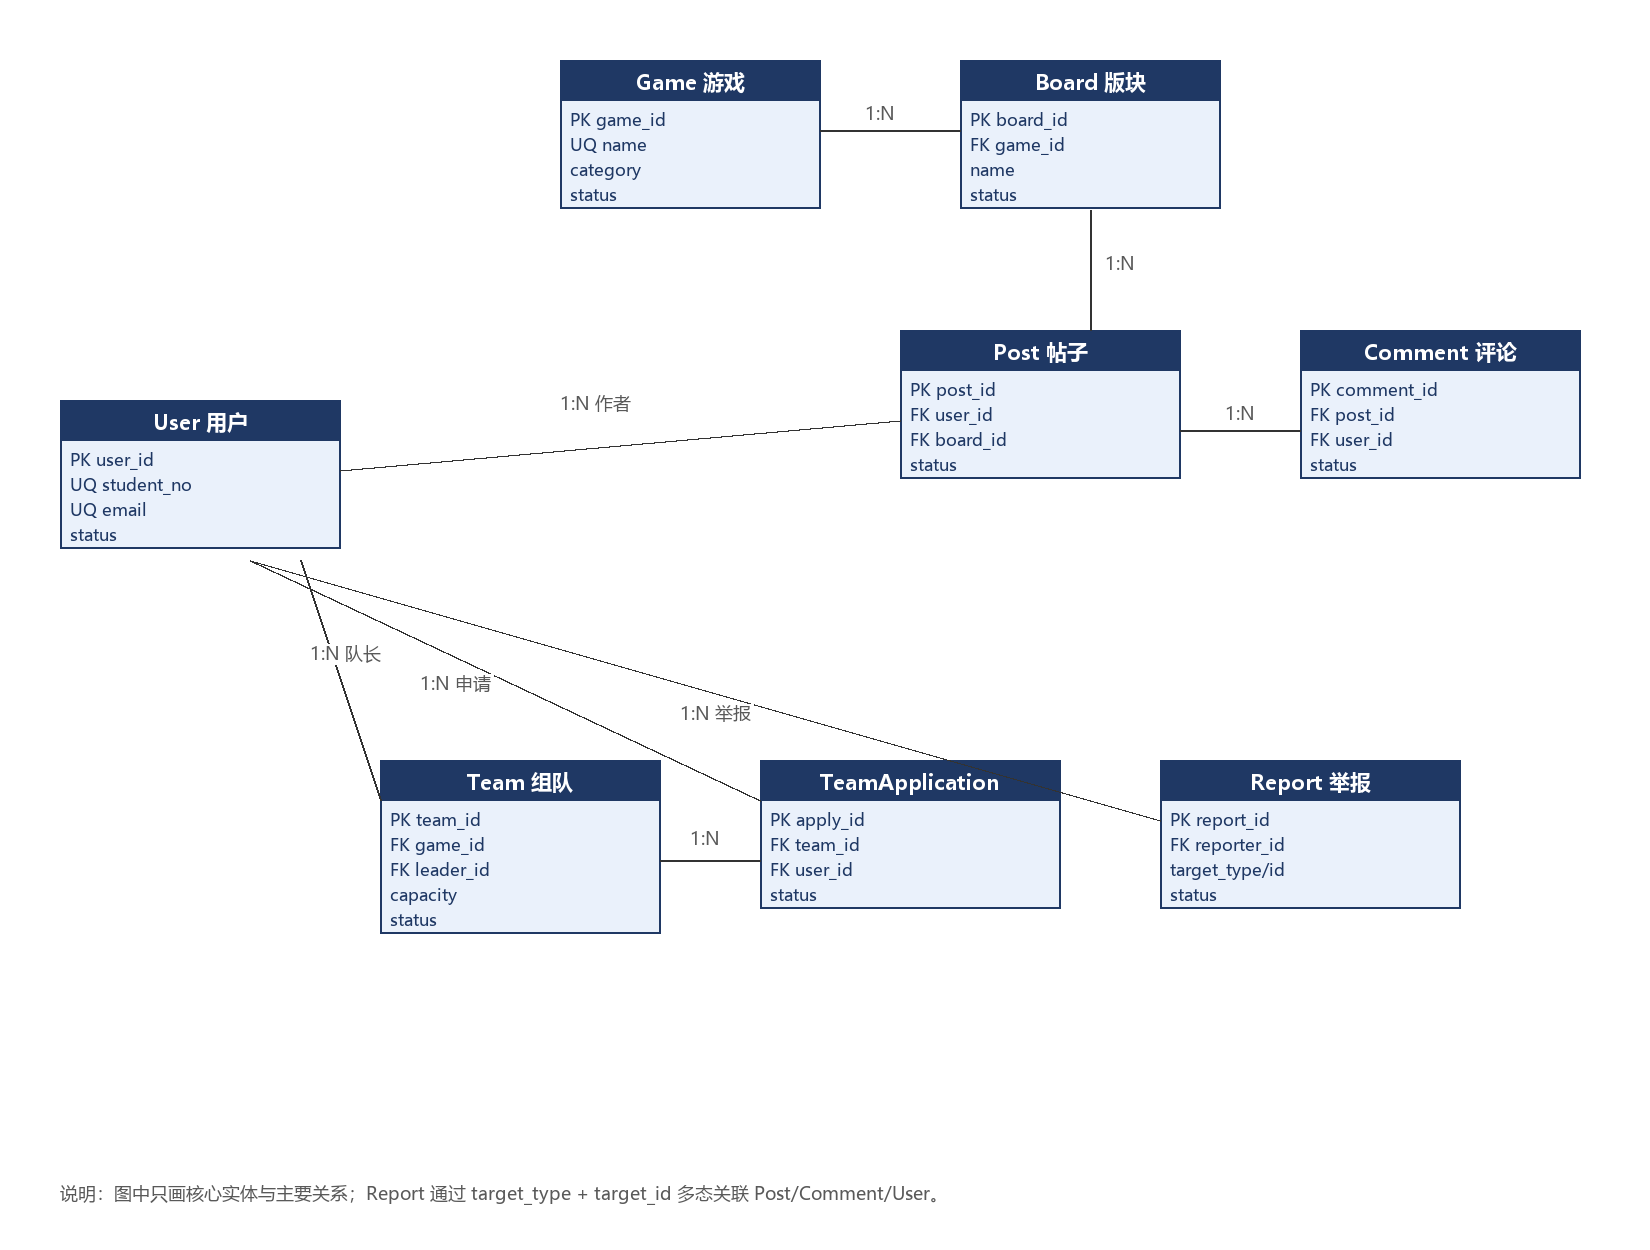 Game 游戏
PK game_id
UQ name
category
status
1:N
Board 版块
PK board_id
FK game_id
name
status
1:N
Post 帖子
PK post_id
FK user_id
FK board_id
status
1:N
Comment 评论
PK comment_id
FK post_id
FK user_id
status
1:N 作者
User 用户
PK user_id
UQ student_no
UQ email
status
1:N 队长
1:N 申请
1:N 举报
Team 组队
PK team_id
FK game_id
FK leader_id
capacity
status
1:N
TeamApplication
PK apply_id
FK team_id
FK user_id
status
Report 举报
PK report_id
FK reporter_id
target_type/id
status
说明：图中只画核心实体与主要关系；Report 通过 target_type + target_id 多态关联 Post/Comment/User。